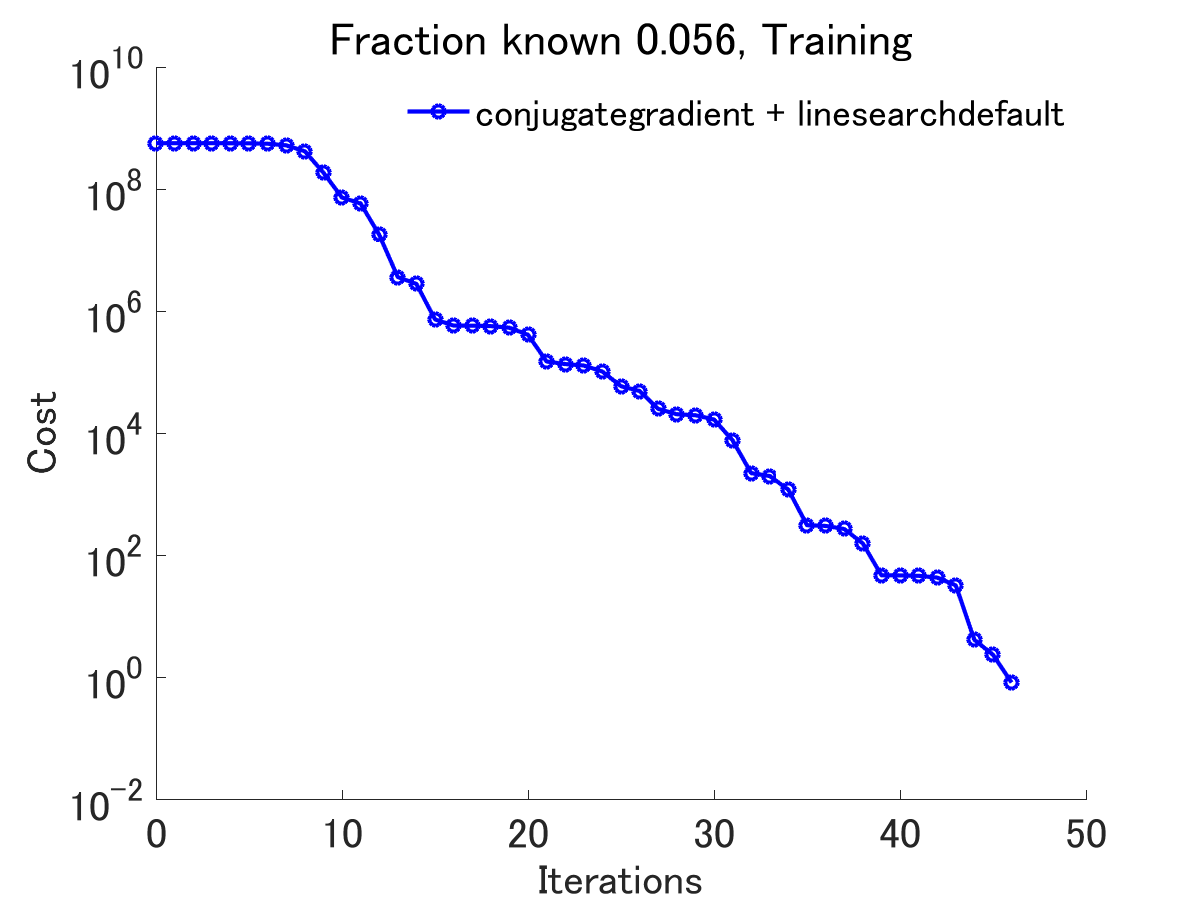 Fraction known 0.056, Training
conjugategradient + linesearchdefault
10^10
10^8
10^6
10^4
10^2
10^0
10^−2
Cost
0 10 20 30 40 50
Iterations